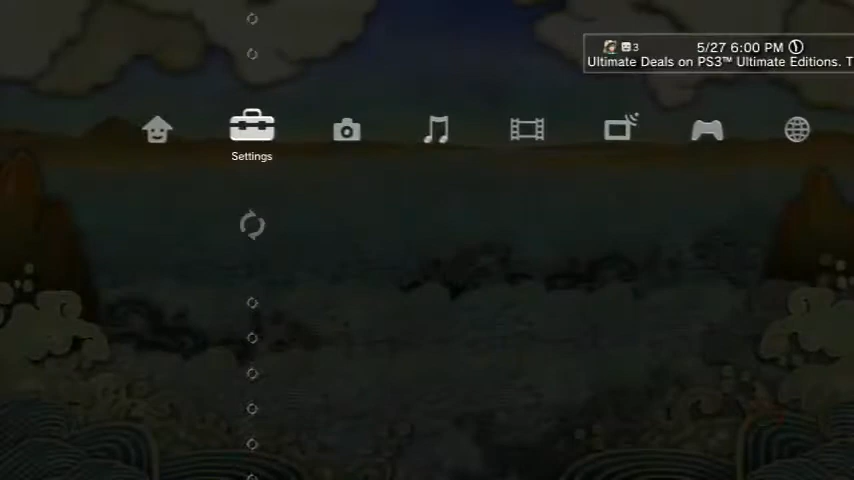 3
5/27 6:00 PM
Ultimate Deals on PS3™ Ultimate Editions. T
Settings